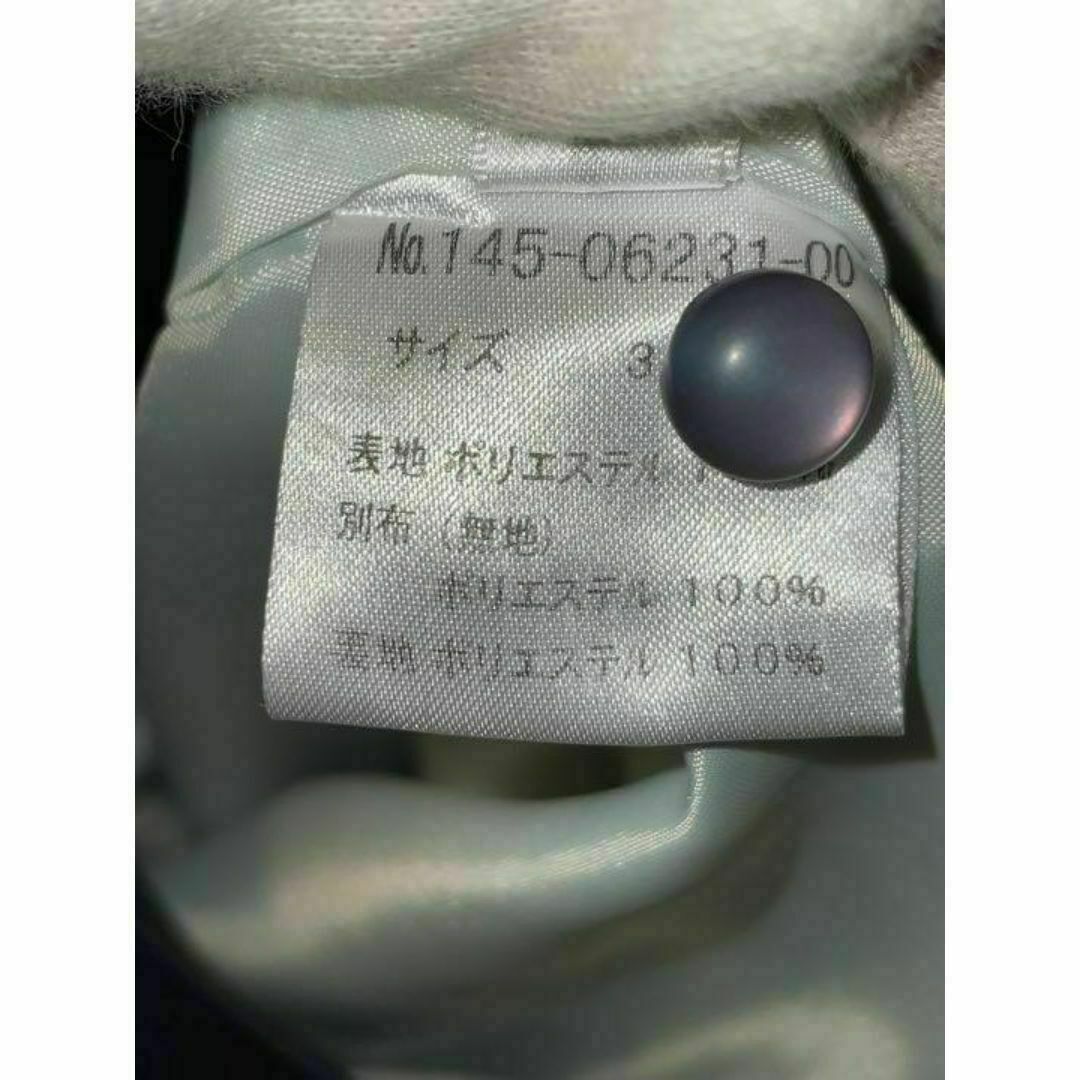 No.145-06231-00
サイズ 3
表地 ポリエステル
別布（無地）
ポリエステル 100%
裏地 ポリエステル 100%